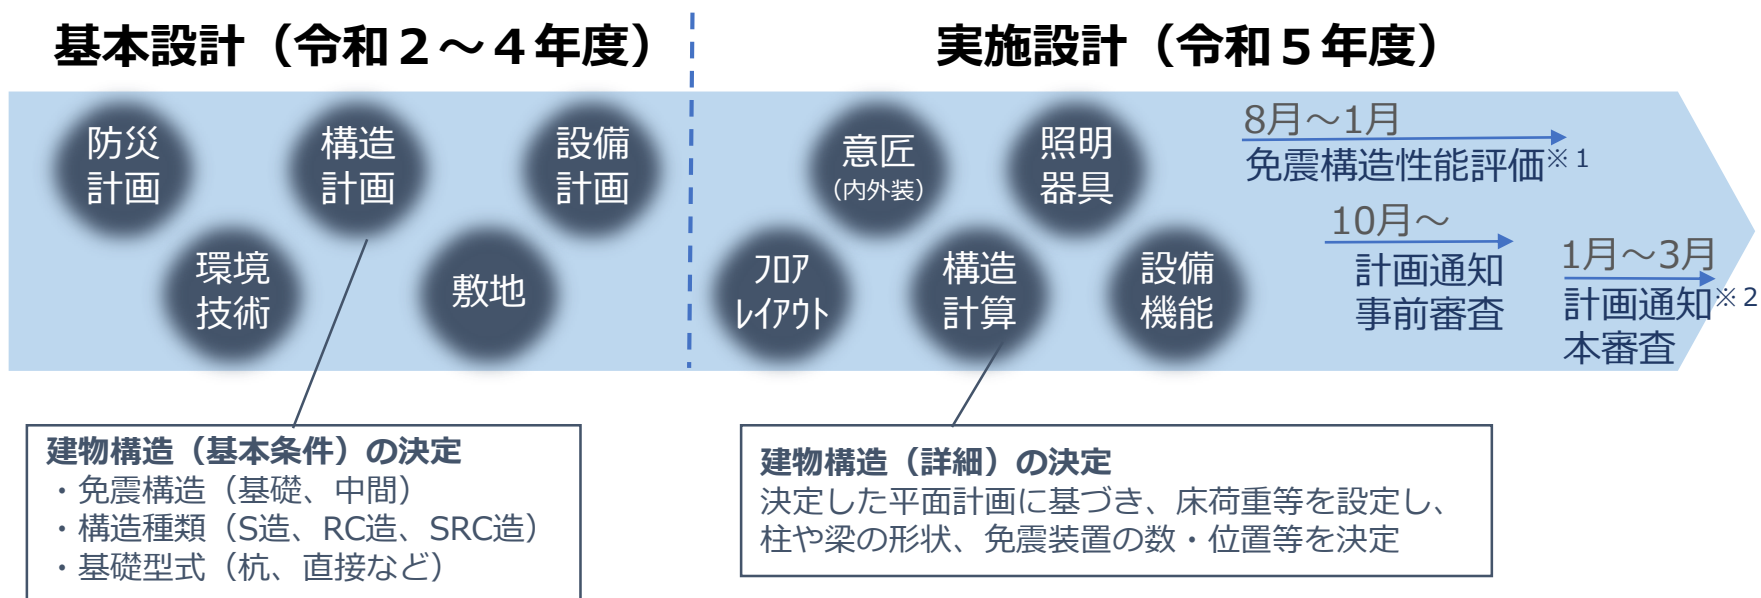 基本設計（令和２～４年度）
実施設計（令和５年度）
防災
計画
構造
計画
設備
計画
環境
技術
敷地
意匠
（内外装）
照明
器具
ﾌﾛｱ
ﾚｲｱｳﾄ
構造
計算
設備
機能
8月～1月
免震構造性能評価※１
10月～
計画通知
事前審査
1月～3月
計画通知※２
本審査
建物構造（基本条件）の決定
・免震構造（基礎、中間）
・構造種類（S造、RC造、SRC造）
・基礎型式（杭、直接など）
建物構造（詳細）の決定
決定した平面計画に基づき、床荷重等を設定し、
柱や梁の形状、免震装置の数・位置等を決定